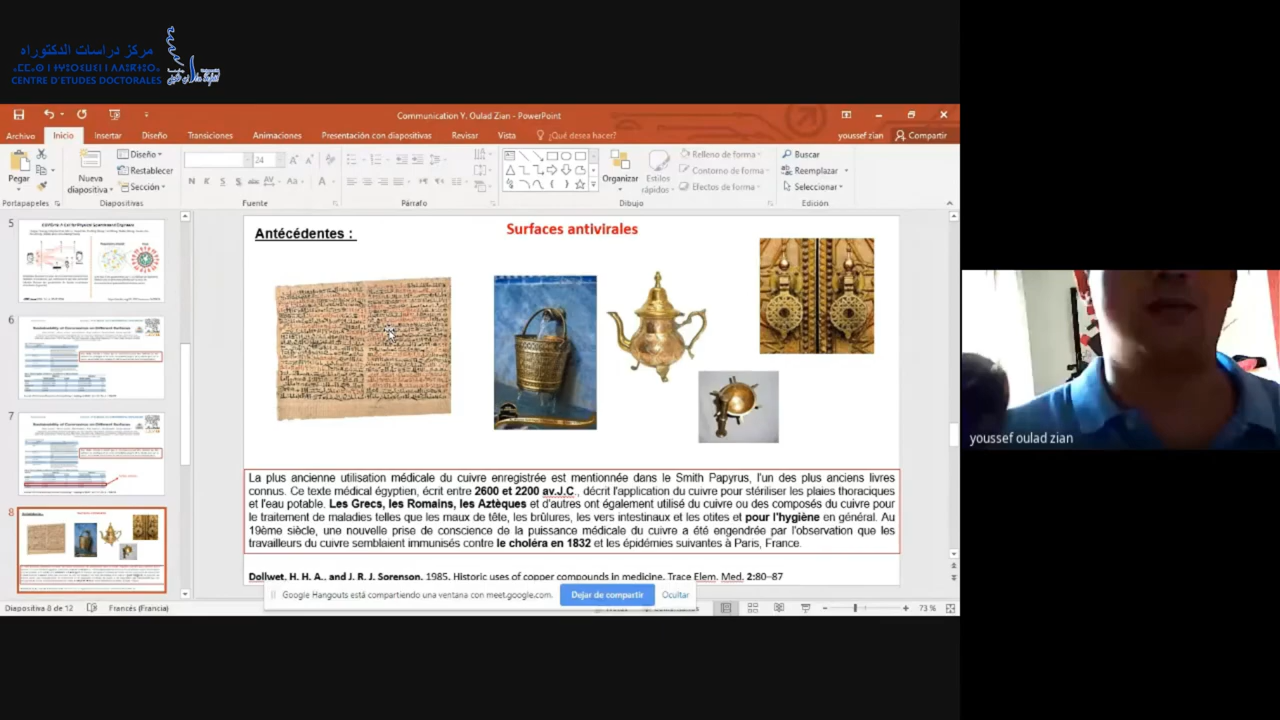 مركز دراسات الدكتوراه
CENTRE D'ETUDES DOCTORALES
Communication Y. Oulad Zian - PowerPoint
Archivo Inicio Insertar Diseño Transiciones Animaciones Presentación con diapositivas Revisar Vista ¿Qué desea hacer? youssef zian Compartir
Pegar
Nueva diapositiva
Diseño
Restablecer
Sección
24
Organizar
Estilos rápidos
Relleno de forma
Contorno de forma
Efectos de forma
Buscar
Reemplazar
Seleccionar
Portapapeles Diapositivas Fuente Párrafo Dibujo Edición
5
6
7
8
Antécédentes :
Surfaces antivirales
La plus ancienne utilisation médicale du cuivre enregistrée est mentionnée dans le Smith Papyrus, l'un des plus anciens livres
connus. Ce texte médical égyptien, écrit entre 2600 et 2200 av.J.C., décrit l'application du cuivre pour stériliser les plaies thoraciques
et l'eau potable. Les Grecs, les Romains, les Aztèques et d'autres ont également utilisé du cuivre ou des composés du cuivre pour
le traitement de maladies telles que les maux de tête, les brûlures, les vers intestinaux et les otites et pour l'hygiène en général. Au
19ème siècle, une nouvelle prise de conscience de la puissance médicale du cuivre a été engendrée par l'observation que les
travailleurs du cuivre semblaient immunisés contre le choléra en 1832 et les épidémies suivantes à Paris, France.
Dollwet, H. H. A., and J. R. J. Sorenson. 1985. Historic uses of copper compounds in medicine. Trace Elem. Med. 2:80–87
Google Hangouts está compartiendo una ventana con meet.google.com.
Dejar de compartir
Ocultar
Diapositiva 8 de 12 Francés (Francia) 73 %
youssef oulad zian